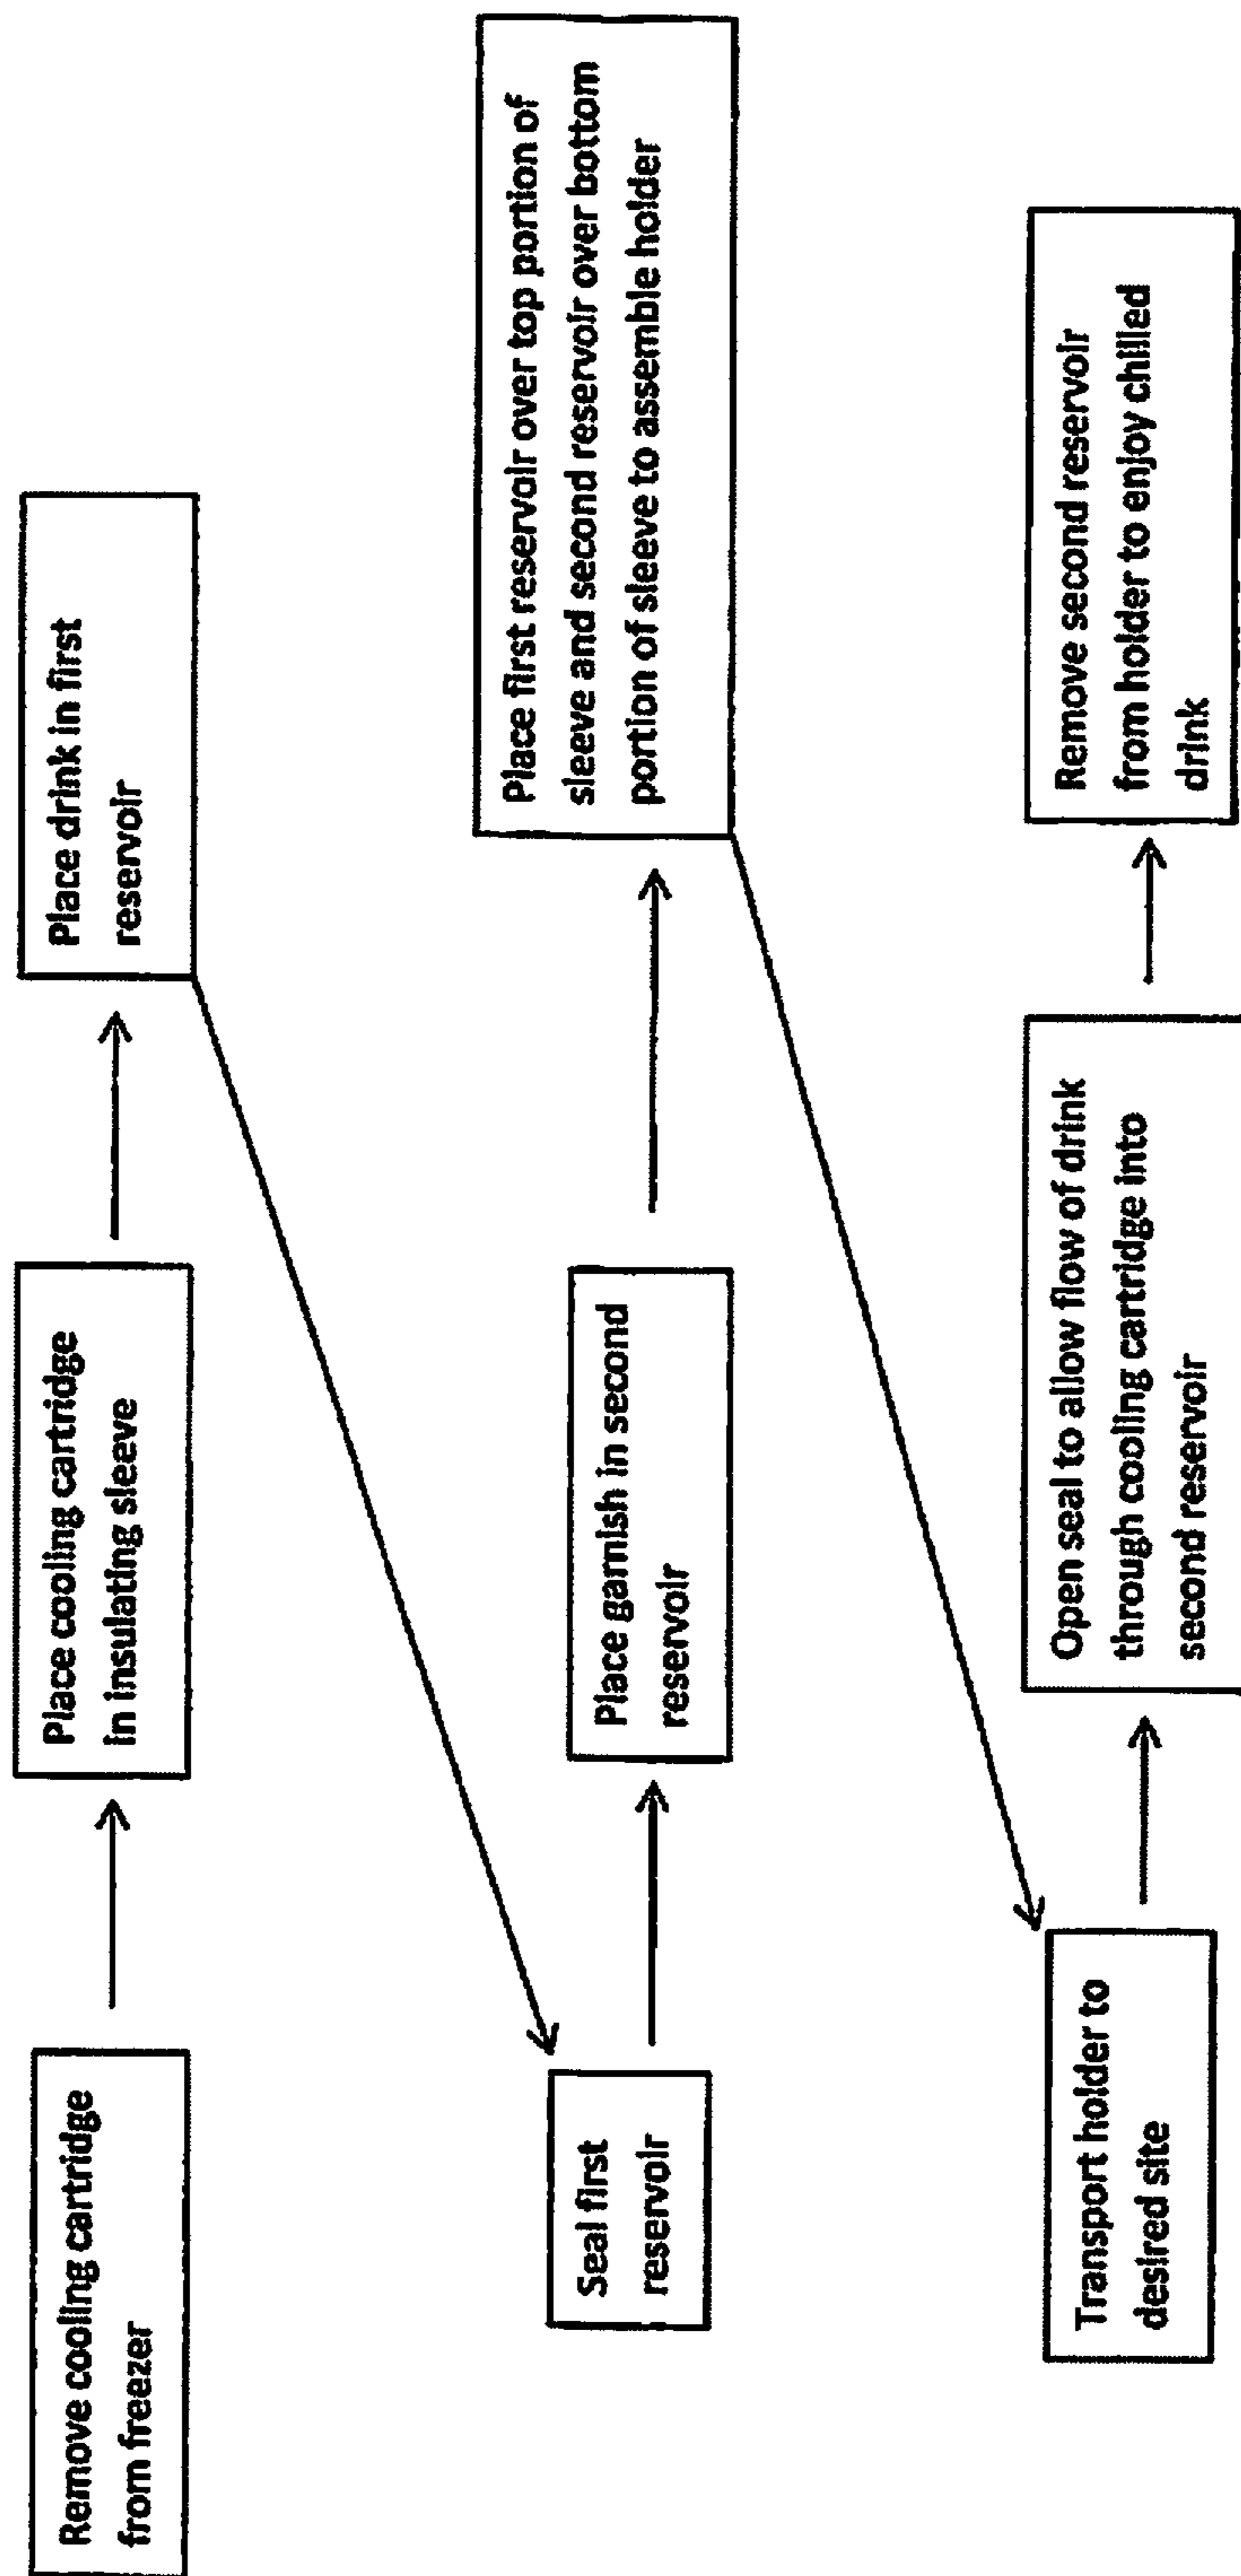 Remove cooling cartridge
from freezer
Place cooling cartridge
in insulating sleeve
Place drink in first
reservoir
Seal first
reservoir
Place garnish in second
reservoir
Place first reservoir over top portion of
sleeve and second reservoir over bottom
portion of sleeve to assemble holder
Transport holder to
desired site
Open seal to allow flow of drink
through cooling cartridge into
second reservoir
Remove second reservoir
from holder to enjoy chilled
drink